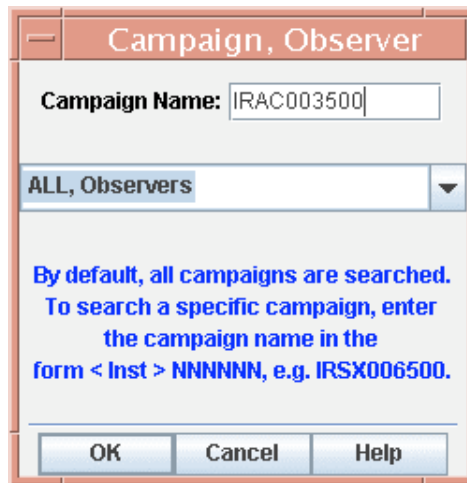 Campaign, Observer
Campaign Name: IRAC003500
ALL, Observers
By default, all campaigns are searched.
To search a specific campaign, enter
the campaign name in the
form < Inst > NNNNNN, e.g. IRSX006500.
OK Cancel Help